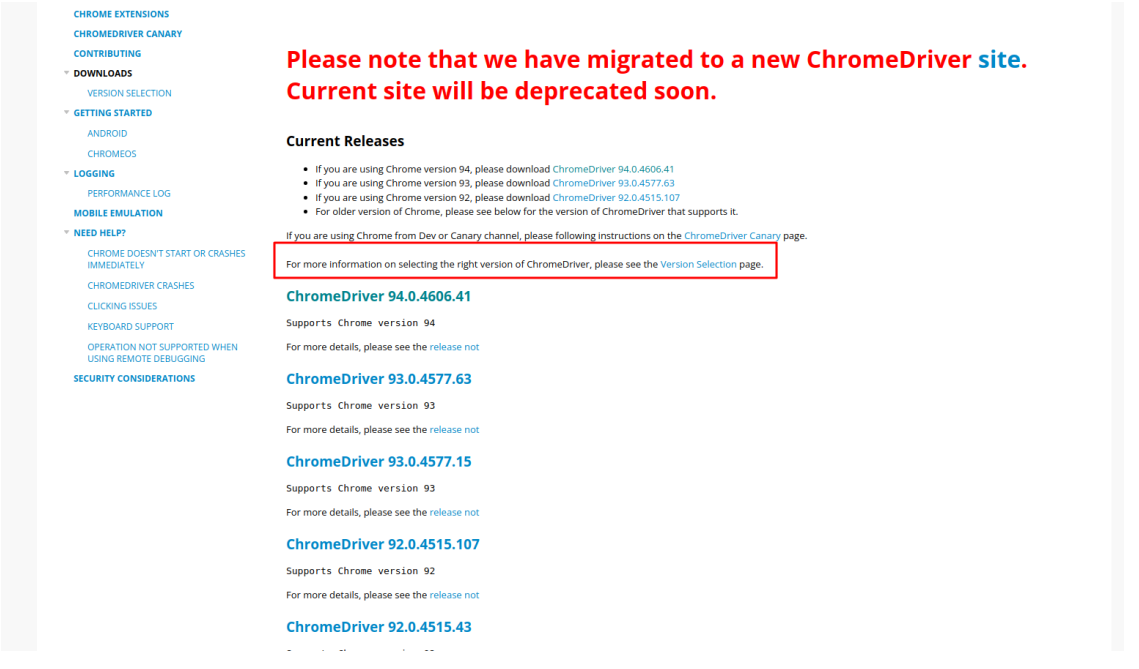 CHROME EXTENSIONS
CHROMEDRIVER CANARY
CONTRIBUTING
DOWNLOADS
VERSION SELECTION
GETTING STARTED
ANDROID
CHROMEOS
LOGGING
PERFORMANCE LOG
MOBILE EMULATION
NEED HELP?
CHROME DOESN'T START OR CRASHES
IMMEDIATELY
CHROMEDRIVER CRASHES
CLICKING ISSUES
KEYBOARD SUPPORT
OPERATION NOT SUPPORTED WHEN
USING REMOTE DEBUGGING
SECURITY CONSIDERATIONS
Please note that we have migrated to a new ChromeDriver site.
Current site will be deprecated soon.
Current Releases
If you are using Chrome version 94, please download ChromeDriver 94.0.4606.41
If you are using Chrome version 93, please download ChromeDriver 93.0.4577.63
If you are using Chrome version 92, please download ChromeDriver 92.0.4515.107
For older version of Chrome, please see below for the version of ChromeDriver that supports it.
If you are using Chrome from Dev or Canary channel, please following instructions on the ChromeDriver Canary page.
For more information on selecting the right version of ChromeDriver, please see the Version Selection page.
ChromeDriver 94.0.4606.41
Supports Chrome version 94
For more details, please see the release not
ChromeDriver 93.0.4577.63
Supports Chrome version 93
For more details, please see the release not
ChromeDriver 93.0.4577.15
Supports Chrome version 93
For more details, please see the release not
ChromeDriver 92.0.4515.107
Supports Chrome version 92
For more details, please see the release not
ChromeDriver 92.0.4515.43